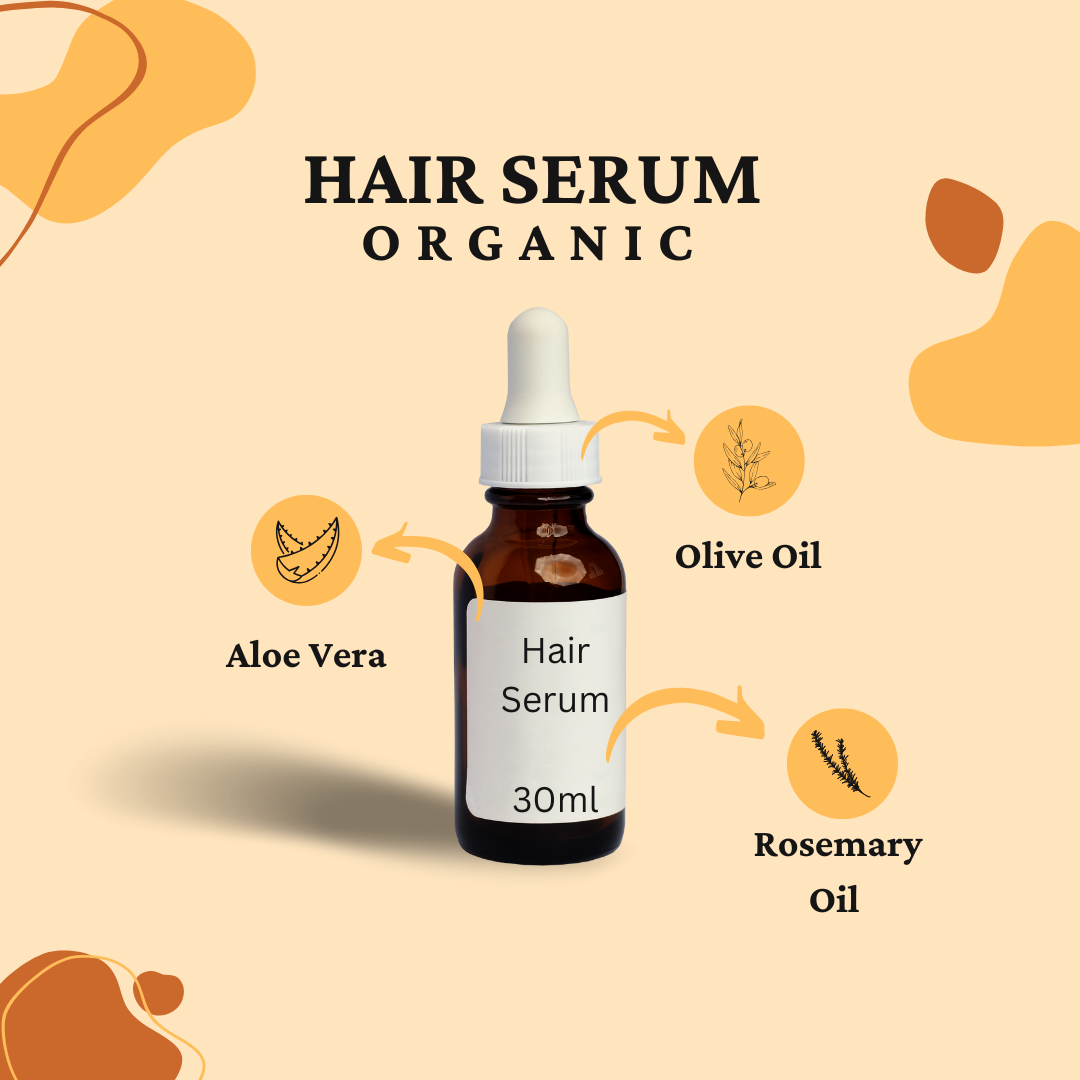 HAIR SERUM
ORGANIC
Olive Oil
Aloe Vera
Hair
Serum
30ml
Rosemary
Oil